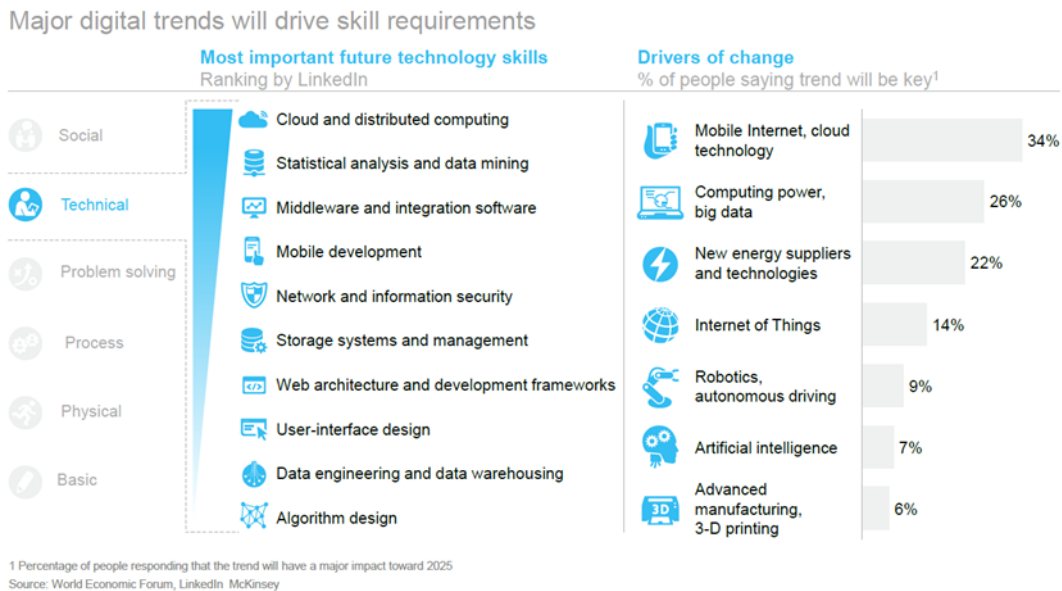 Major digital trends will drive skill requirements
Most important future technology skills
Ranking by LinkedIn
Drivers of change
% of people saying trend will be key1
Social
Technical
Problem solving
Process
Physical
Basic
Cloud and distributed computing
Statistical analysis and data mining
Middleware and integration software
Mobile development
Network and information security
Storage systems and management
Web architecture and development frameworks
User-interface design
Data engineering and data warehousing
Algorithm design
Mobile Internet, cloud
technology
34%
Computing power,
big data
26%
New energy suppliers
and technologies
22%
Internet of Things
14%
Robotics,
autonomous driving
9%
Artificial intelligence
7%
3D
Advanced
manufacturing,
3-D printing
6%
1 Percentage of people responding that the trend will have a major impact toward 2025
Source: World Economic Forum, LinkedIn McKinsey